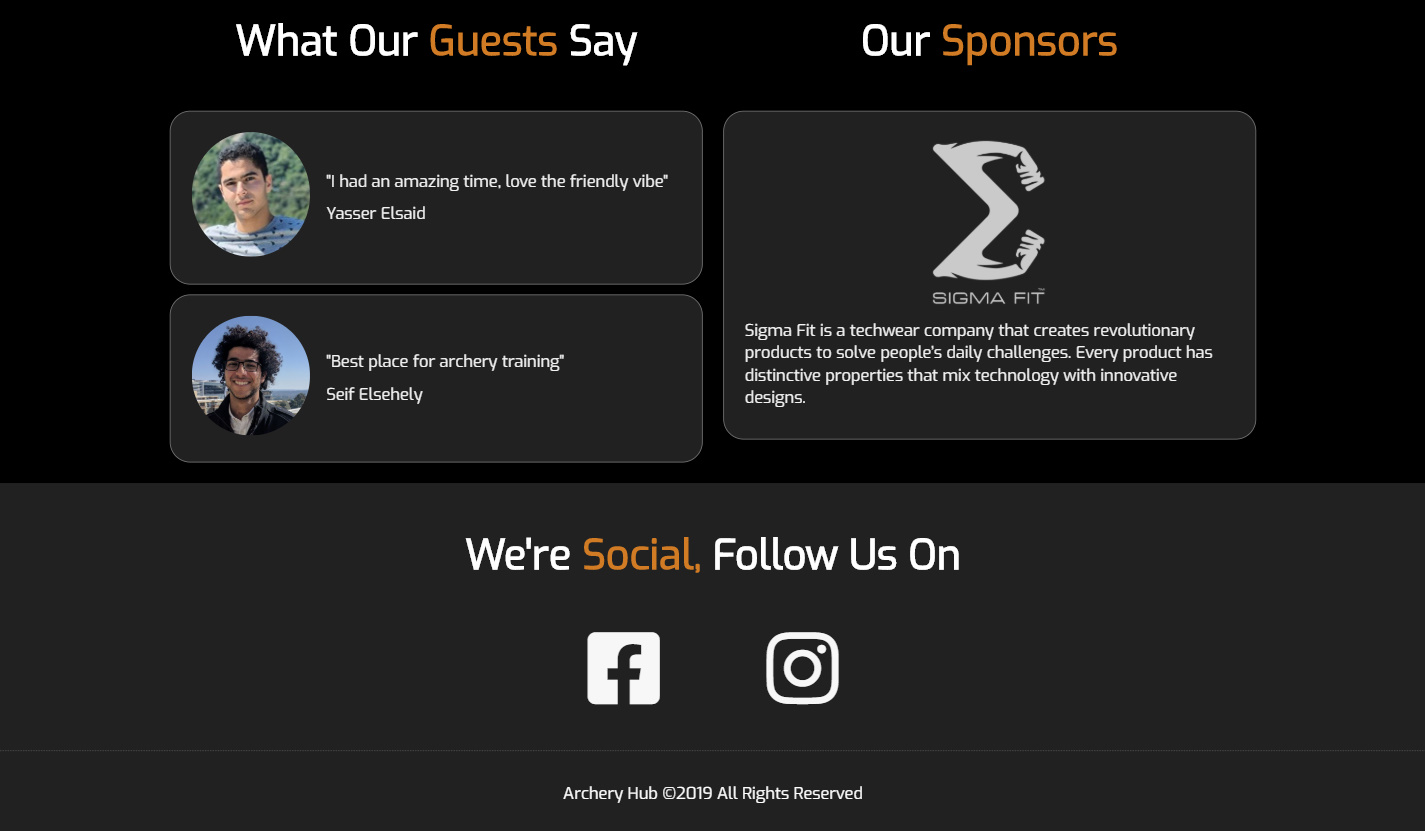 What Our Guests Say
"I had an amazing time, love the friendly vibe"
Yasser Elsaid
"Best place for archery training"
Seif Elsehely
Our Sponsors
SIGMA FIT™
Sigma Fit is a techwear company that creates revolutionary
products to solve people's daily challenges. Every product has
distinctive properties that mix technology with innovative
designs.
We're Social, Follow Us On
Archery Hub ©2019 All Rights Reserved